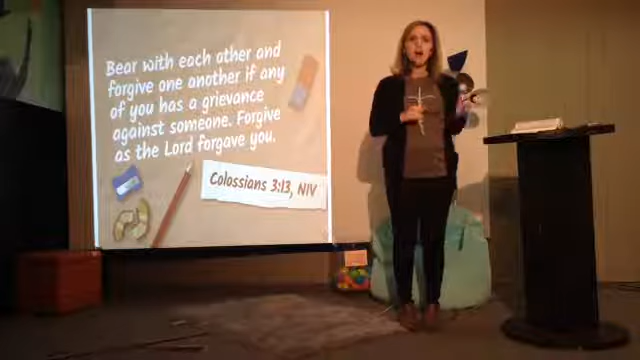 Bear with each other and
forgive one another if any
of you has a grievance
against someone. Forgive
as the Lord forgave you.
Colossians 3:13, NIV